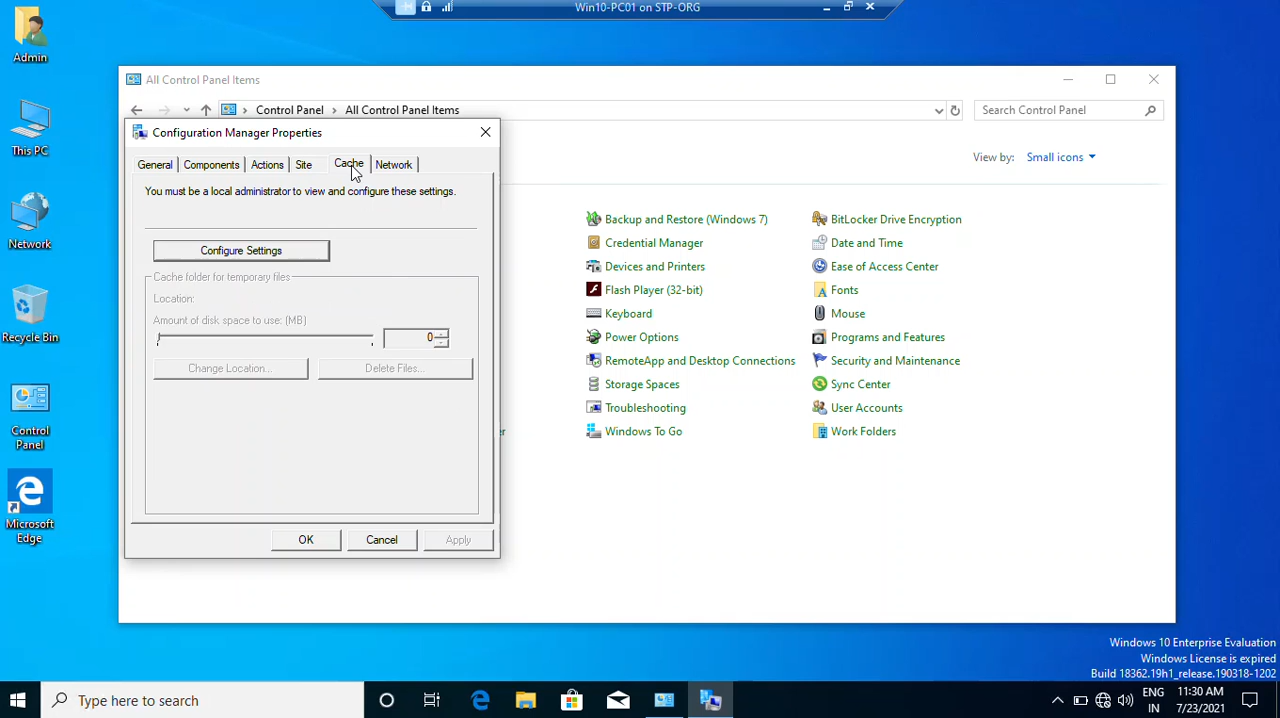 Win10-PC01 on STP-ORG
Admin
This PC
Network
Recycle Bin
Control
Panel
Microsoft
Edge
All Control Panel Items
Control Panel > All Control Panel Items
Search Control Panel
View by: Small icons
Configuration Manager Properties
General Components Actions Site Cache Network
You must be a local administrator to view and configure these settings.
Configure Settings
Cache folder for temporary files
Location:
Amount of disk space to use: (MB)
0
Change Location... Delete Files...
OK Cancel Apply
Backup and Restore (Windows 7) BitLocker Drive Encryption
Credential Manager Date and Time
Devices and Printers Ease of Access Center
Flash Player (32-bit) Fonts
Keyboard Mouse
Power Options Programs and Features
RemoteApp and Desktop Connections Security and Maintenance
Storage Spaces Sync Center
Troubleshooting User Accounts
Windows To Go Work Folders
Windows 10 Enterprise Evaluation
Windows License is expired
Build 18362.19h1_release.190318-1202
Type here to search
ENG
IN
11:30 AM
7/23/2021